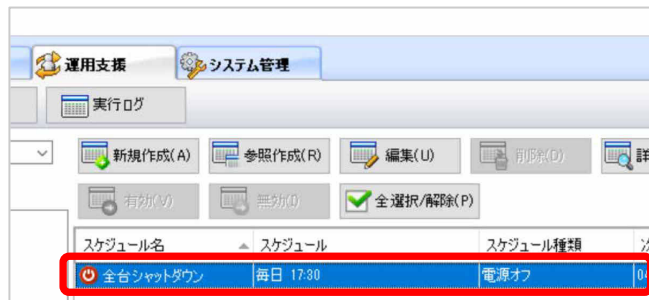 運用支援 システム管理
実行ログ
新規作成(A) 参照作成(R) 編集(U) 削除(D) 詳
有効(V) 無効(I) 全選択/解除(P)
スケジュール名 スケジュール スケジュール種類 次
全台シャットダウン 毎日 17:30 電源オフ 04